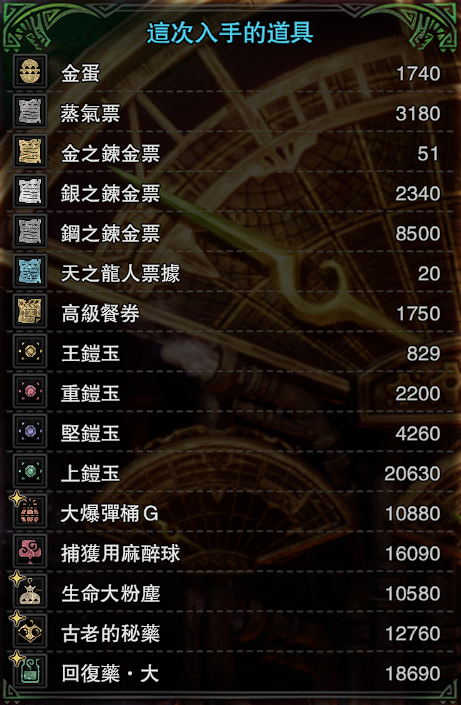 這次入手的道具
金蛋 1740
蒸氣票 3180
金之鍊金票 51
銀之鍊金票 2340
鋼之鍊金票 8500
天之龍人票據 20
高級餐券 1750
王鎧玉 829
重鎧玉 2200
堅鎧玉 4260
上鎧玉 20630
大爆彈桶G 10880
捕獲用麻醉球 16090
生命大粉塵 10580
古老的秘藥 12760
回復藥・大 18690